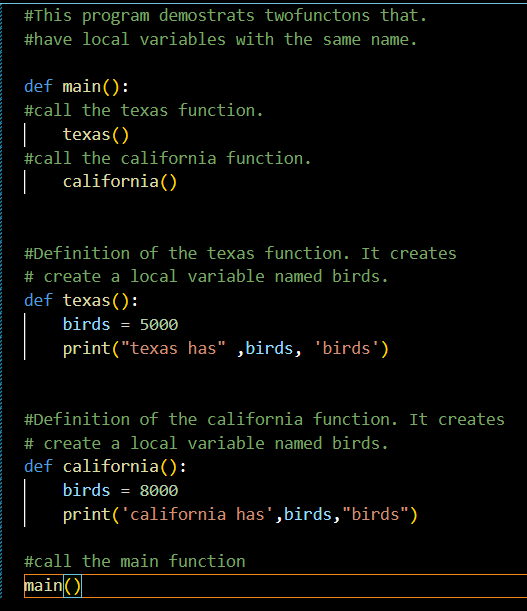 #This program demostrats twofunctons that.
#have local variables with the same name.
def main():
#call the texas function.
texas()
#call the california function.
california()
#Definition of the texas function. It creates
# create a local variable named birds.
def texas():
birds = 5000
print("texas has" ,birds, 'birds')
#Definition of the california function. It creates
# create a local variable named birds.
def california():
birds = 8000
print('california has',birds,"birds")
#call the main function
main()